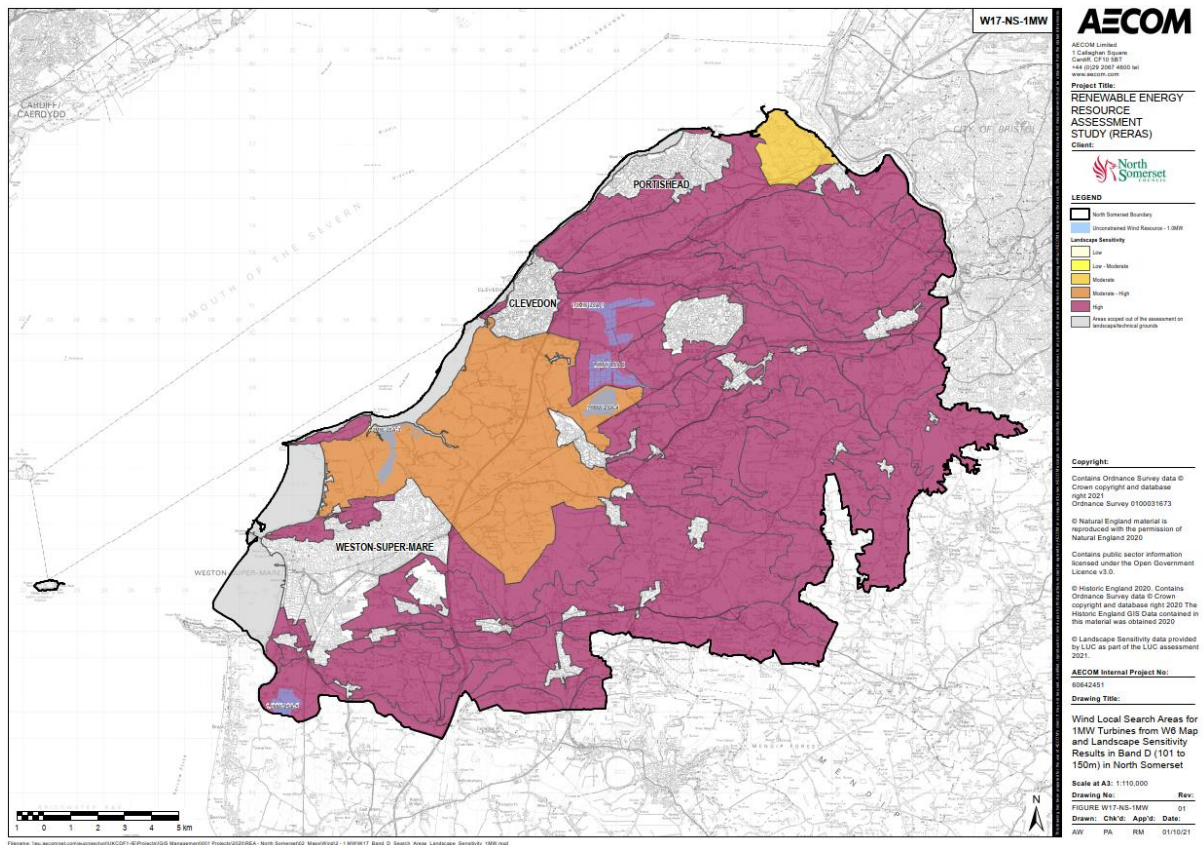 W17-NS-1MW
CARDIFF/
CAERDYDD
CITY OF BRISTOL
PORTISHEAD
MOUTH OF THE SEVERN
CLEVEDON
WESTON-SUPER-MARE
WESTON-SUPER-MARE
1 0 1 2 3 4 5 km
AECOM
AECOM Limited
1 Callaghan Square
Cardiff, CF10 5BT
+44 (0)29 2067 4600 tel
www.aecom.com
Project Title:
RENEWABLE ENERGY
RESOURCE
ASSESSMENT
STUDY (RERAS)
Client:
North
Somerset
COUNCIL
LEGEND
North Somerset Boundary
Unconstrained Wind Resource - 1.0MW
Landscape Sensitivity
Low
Low - Moderate
Moderate
Moderate - High
High
Areas scoped out of the assessment on
landscape/technical grounds
Copyright:
Contains Ordnance Survey data ©
Crown copyright and database
right 2021
Ordnance Survey 0100031673
© Natural England material is
reproduced with the permission of
Natural England 2020
Contains public sector information
licensed under the Open Government
Licence v3.0.
© Historic England 2020. Contains
Ordnance Survey data © Crown
copyright and database right 2020 The
Historic England GIS Data contained in
this material was obtained 2020
© Landscape Sensitivity data provided
by LUC as part of the LUC assessment
2021.
AECOM Internal Project No:
60642451
Drawing Title:
Wind Local Search Areas for
1MW Turbines from W6 Map
and Landscape Sensitivity
Results in Band D (101 to
150m) in North Somerset
Scale at A3: 1:110,000
Drawing No: Rev:
FIGURE W17-NS-1MW 01
Drawn: Chk'd: App'd: Date:
AW PA RM 01/10/21
N